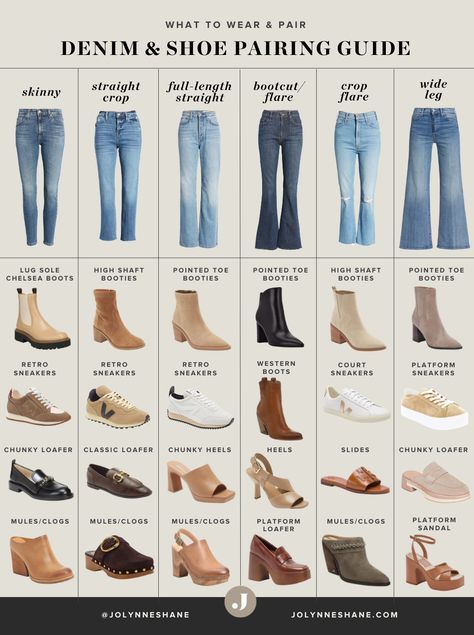 WHAT TO WEAR & PAIR
DENIM & SHOE PAIRING GUIDE
skinny
straight
crop
full-length
straight
bootcut/
flare
crop
flare
wide
leg
LUG SOLE
CHELSEA BOOTS
HIGH SHAFT
BOOTIES
POINTED TOE
BOOTIES
POINTED TOE
BOOTIES
HIGH SHAFT
BOOTIES
POINTED TOE
BOOTIES
RETRO
SNEAKERS
RETRO
SNEAKERS
RETRO
SNEAKERS
WESTERN
BOOTS
COURT
SNEAKERS
PLATFORM
SNEAKERS
CHUNKY LOAFER
CLASSIC LOAFER
CHUNKY HEELS
HEELS
SLIDES
CHUNKY LOAFER
MULES/CLOGS
MULES/CLOGS
MULES/CLOGS
PLATFORM
LOAFER
MULES/CLOGS
PLATFORM
SANDAL
@JOLYNNESHANE
J
JOLYNNESHANE.COM